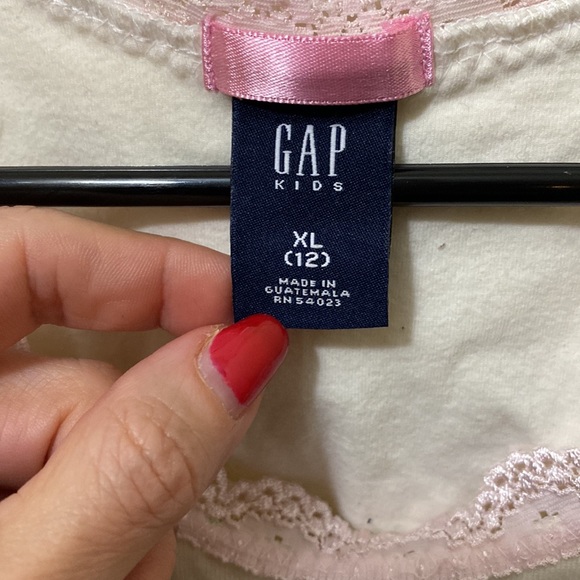 GAP
KIDS
XL
(12)
MADE IN
GUATEMALA
RN 54023